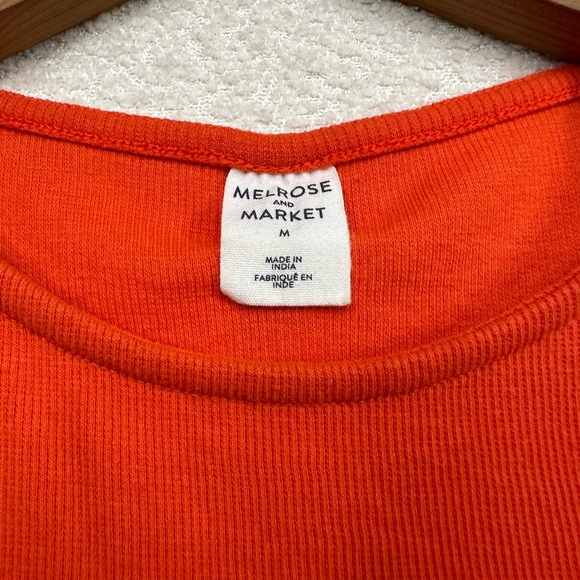 MELROSE
AND
MARKET
M
MADE IN
INDIA
FABRIQUÉ EN
INDE